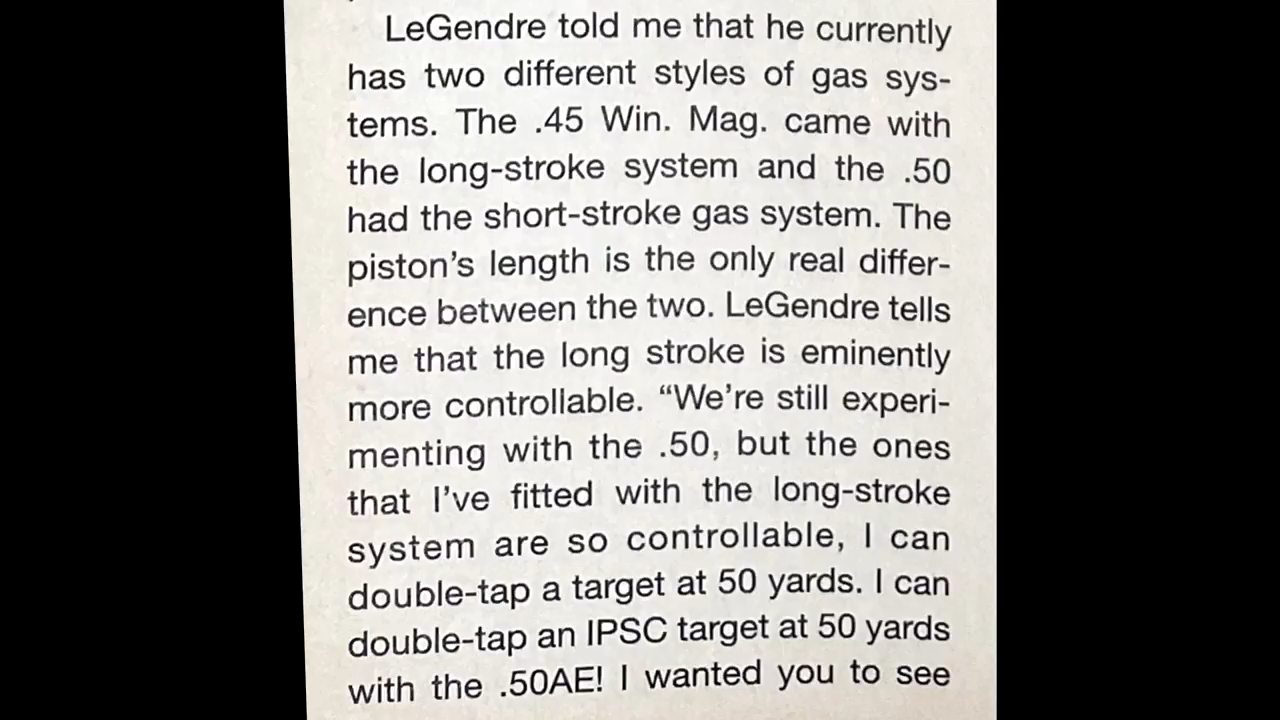 LeGendre told me that he currently
has two different styles of gas sys-
tems. The .45 Win. Mag. came with
the long-stroke system and the .50
had the short-stroke gas system. The
piston’s length is the only real differ-
ence between the two. LeGendre tells
me that the long stroke is eminently
more controllable. “We’re still experi-
menting with the .50, but the ones
that I’ve fitted with the long-stroke
system are so controllable, I can
double-tap a target at 50 yards. I can
double-tap an IPSC target at 50 yards
with the .50AE! I wanted you to see